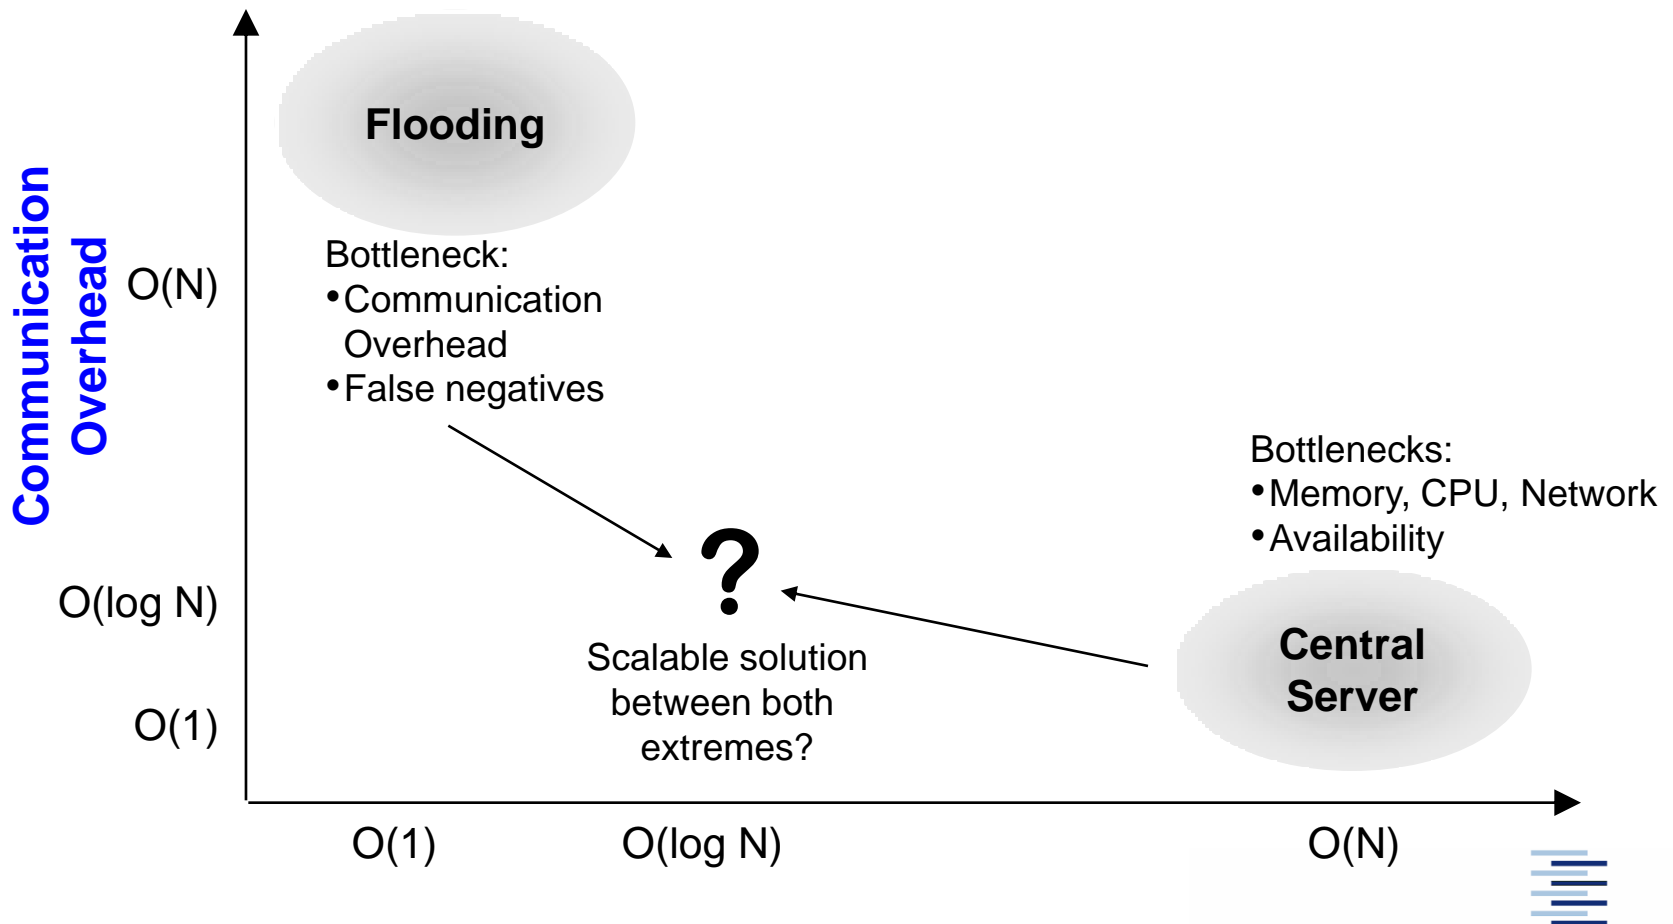 Communication
Overhead
Flooding
O(N)
Bottleneck:
•Communication
Overhead
•False negatives
Bottlenecks:
•Memory, CPU, Network
•Availability
O(log N)
?
Scalable solution
between both
extremes?
Central
Server
O(1)
O(1)
O(log N)
O(N)